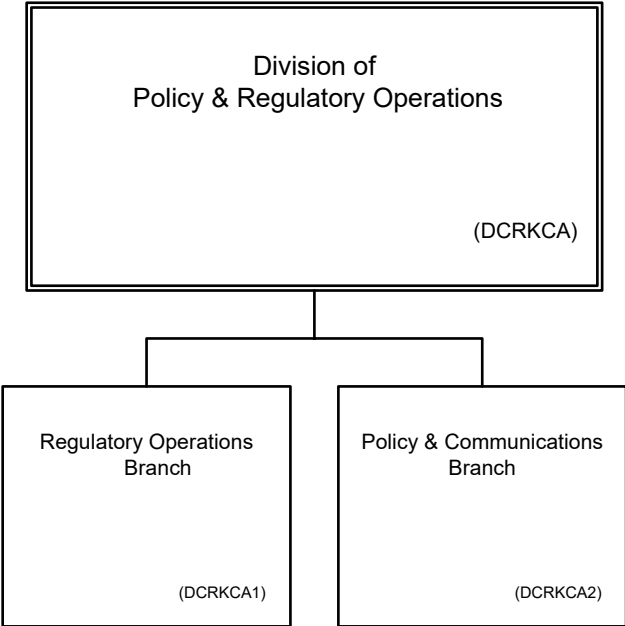 Division of
Policy & Regulatory Operations
(DCRKCA)
Regulatory Operations
Branch
(DCRKCA1)
Policy & Communications
Branch
(DCRKCA2)